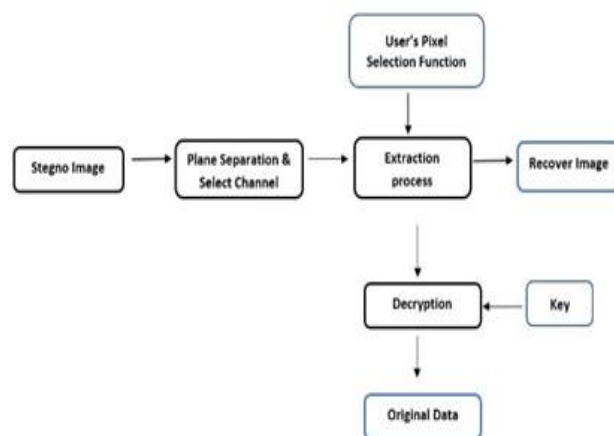 User's Pixel
Selection Function
Stegno Image
Plane Separation &
Select Channel
Extraction
process
Recover Image
Decryption
Key
Original Data